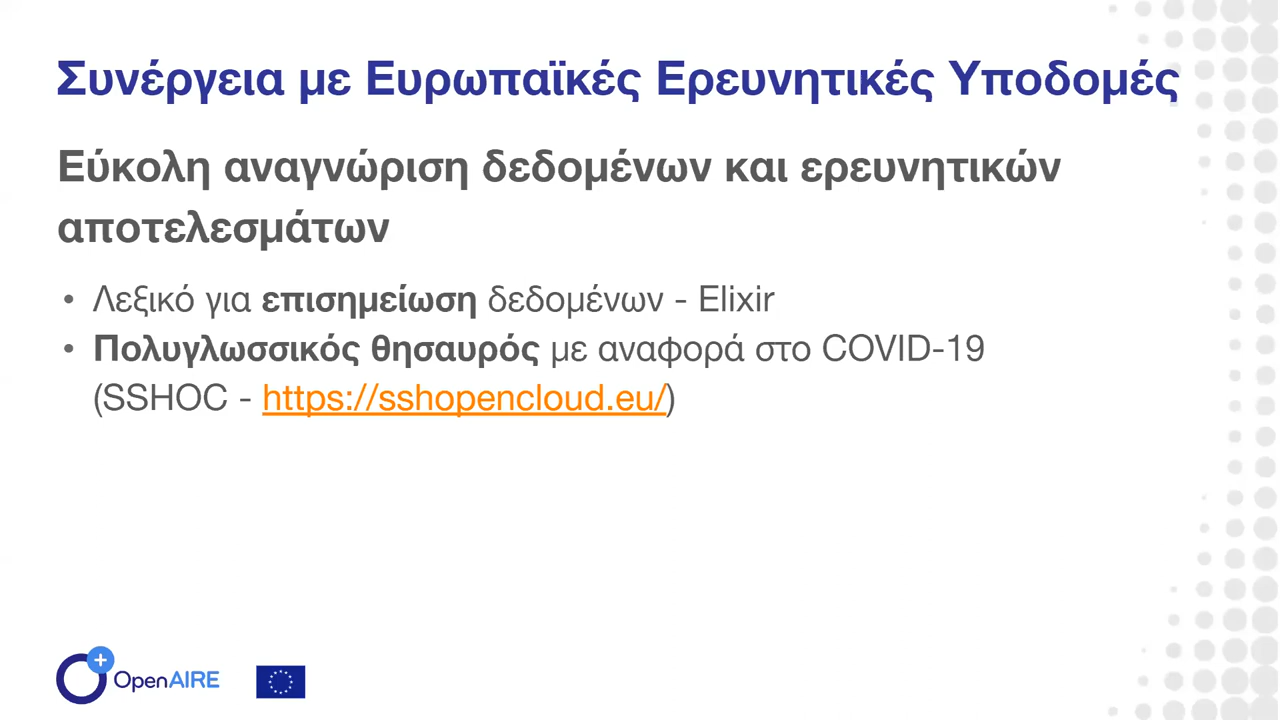 Συνέργεια με Ευρωπαϊκές Ερευνητικές Υποδομές
Εύκολη αναγνώριση δεδομένων και ερευνητικών
αποτελεσμάτων
• Λεξικό για επισημείωση δεδομένων - Elixir
• Πολυγλωσσικός θησαυρός με αναφορά στο COVID-19
(SSHOC - https://sshopencloud.eu/)
OpenAIRE